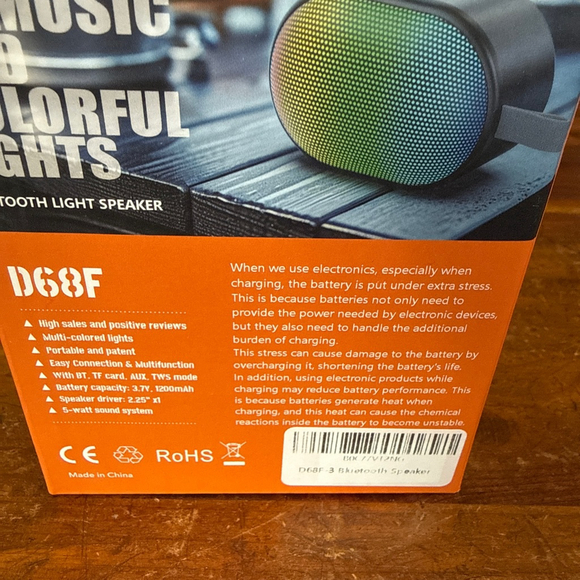 MUSIC
GHTS
TOOTH LIGHT SPEAKER
D68F
▲ High sales and positive reviews
▲ Multi-colored lights
▲ Portable and patent
▲ Easy Connection & Multifunction
▲ With BT, TF card, AUX, TWS mode
▲ Battery capacity: 3.7V, 1200mAh
▲ Speaker driver: 2.25" x1
▲ 5-watt sound system
When we use electronics, especially when
charging, the battery is put under extra stress.
This is because batteries not only need to
provide the power needed by electronic devices,
but they also need to handle the additional
burden of charging.
This stress can cause damage to the battery by
overcharging it, shortening the battery's life.
In addition, using electronic products while
charging may reduce battery performance. This
is because batteries generate heat when
charging, and this heat can cause the chemical
reactions inside the battery to become unstable.
CE RoHS
Made in China
D68F-3 Bluetooth Speaker